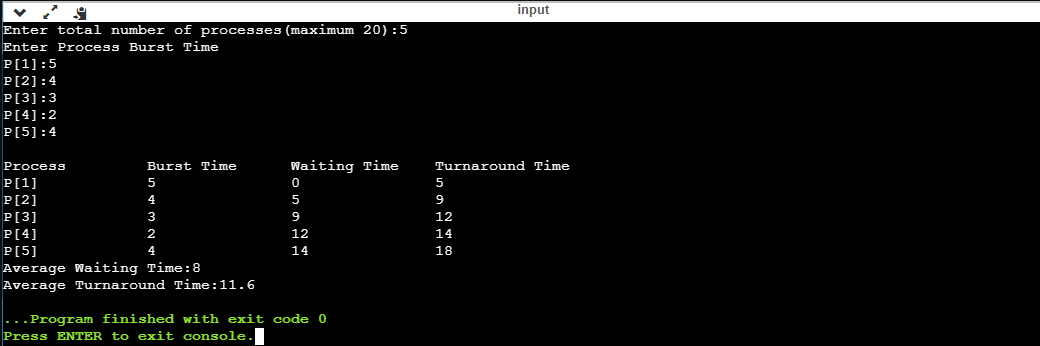 input
Enter total number of processes(maximum 20):5
Enter Process Burst Time
P[1]:5
P[2]:4
P[3]:3
P[4]:2
P[5]:4
Process Burst Time Waiting Time Turnaround Time
P[1] 5 0 5
P[2] 4 5 9
P[3] 3 9 12
P[4] 2 12 14
P[5] 4 14 18
Average Waiting Time:8
Average Turnaround Time:11.6
...Program finished with exit code 0
Press ENTER to exit console.